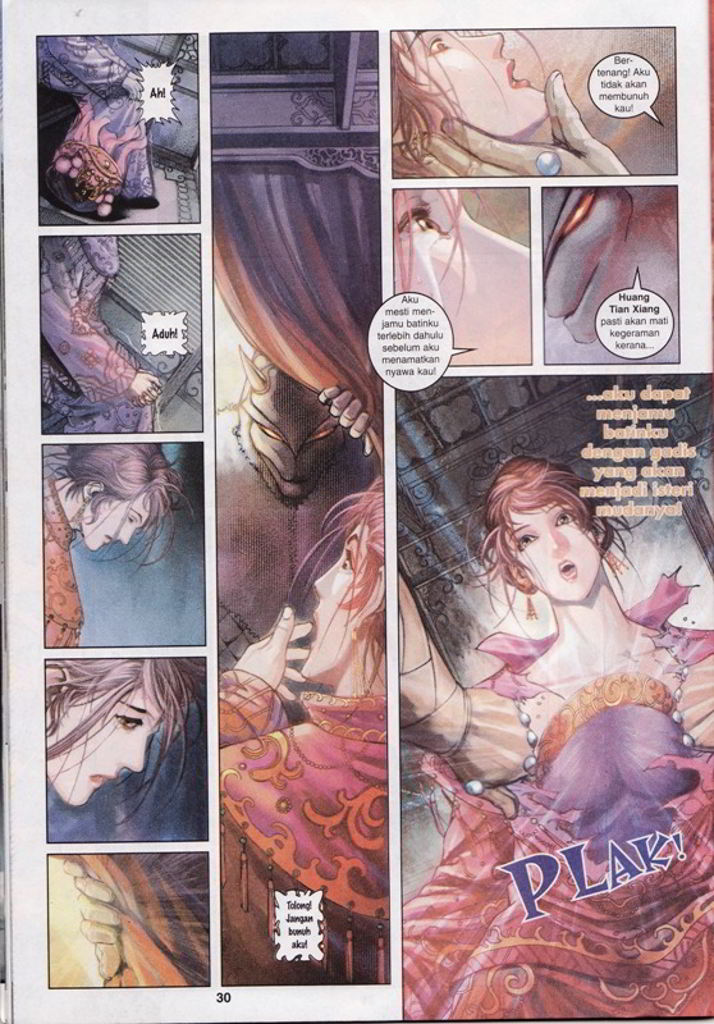 Ah!
Aduh!
Tolong!
Jangan
bunuh
aku!
Ber-
tenang! Aku
tidak akan
membunuh
kau!
Aku
mesti men-
jamu batinku
terlebih dahulu
sebelum aku
menamatkan
nyawa kau!
Huang
Tian Xiang
pasti akan mati
kegeraman
kerana...
...aku dapat
menjamu
batinku
dengan gadis
yang akan
menjadi isteri
mudanya!
PLAK!
30